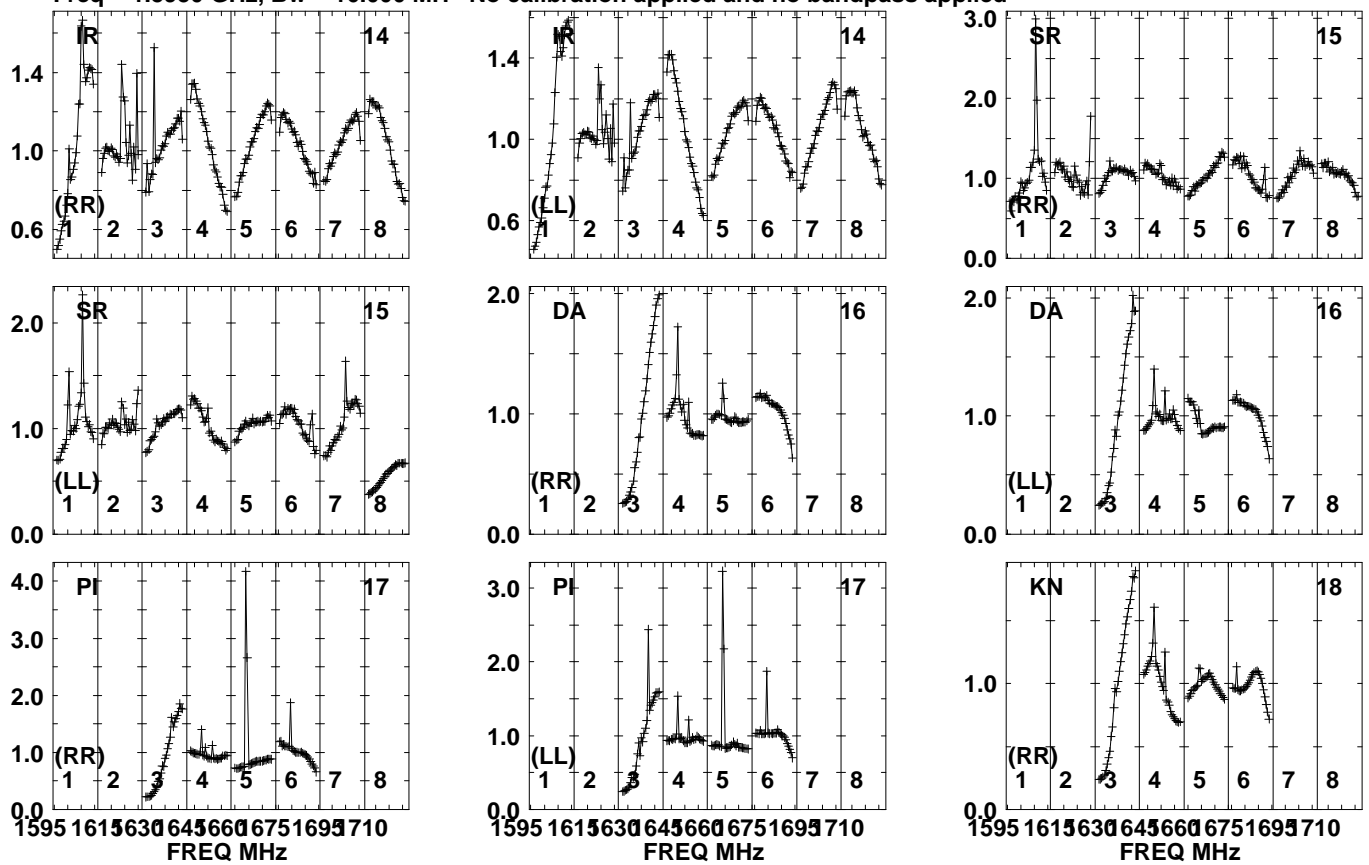 No calibration applied and no bandpass applied
IR 14
1.4
1.0
(RR)
0.6
1 2 3 4 5 6 7 8
IR 14
1.4
1.0
0.6
(LL)
1 2 3 4 5 6 7 8
SR 15
3.0
2.0
1.0
(RR)
1 2 3 4 5 6 7 8
0.0
SR 15
2.0
1.0
(LL)
1 2 3 4 5 6 7 8
0.0
DA 16
2.0
1.0
(RR)
1 2 3 4 5 6 7 8
0.0
DA 16
2.0
1.0
(LL)
1 2 3 4 5 6 7 8
0.0
PI 17
4.0
3.0
2.0
1.0
(RR)
1 2 3 4 5 6 7 8
0.0
1595 1615 1630 1645 1660 1675 1695 1710
FREQ MHz
PI 17
3.0
2.0
1.0
(LL)
1 2 3 4 5 6 7 8
0.0
1595 1615 1630 1645 1660 1675 1695 1710
FREQ MHz
KN 18
1.0
(RR)
1 2 3 4 5 6 7 8
0.0
1595 1615 1630 1645 1660 1675 1695 1710
FREQ MHz